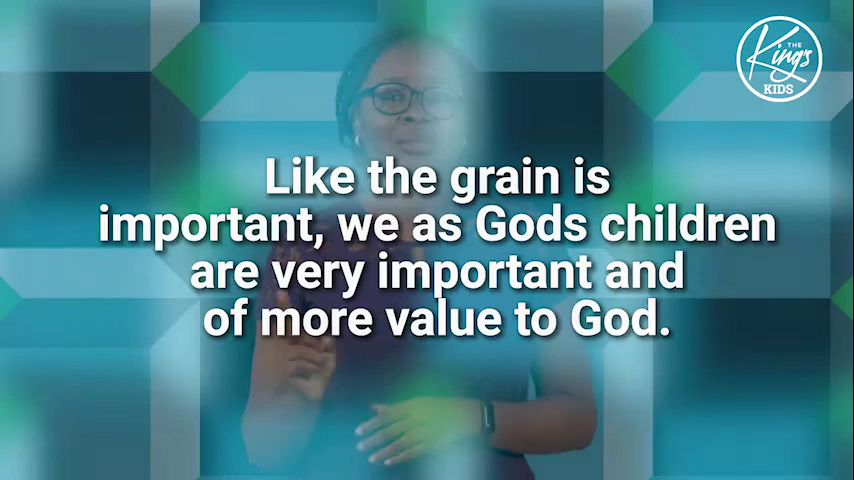 THE
Kings
KIDS
Like the grain is
important, we as Gods children
are very important and
of more value to God.